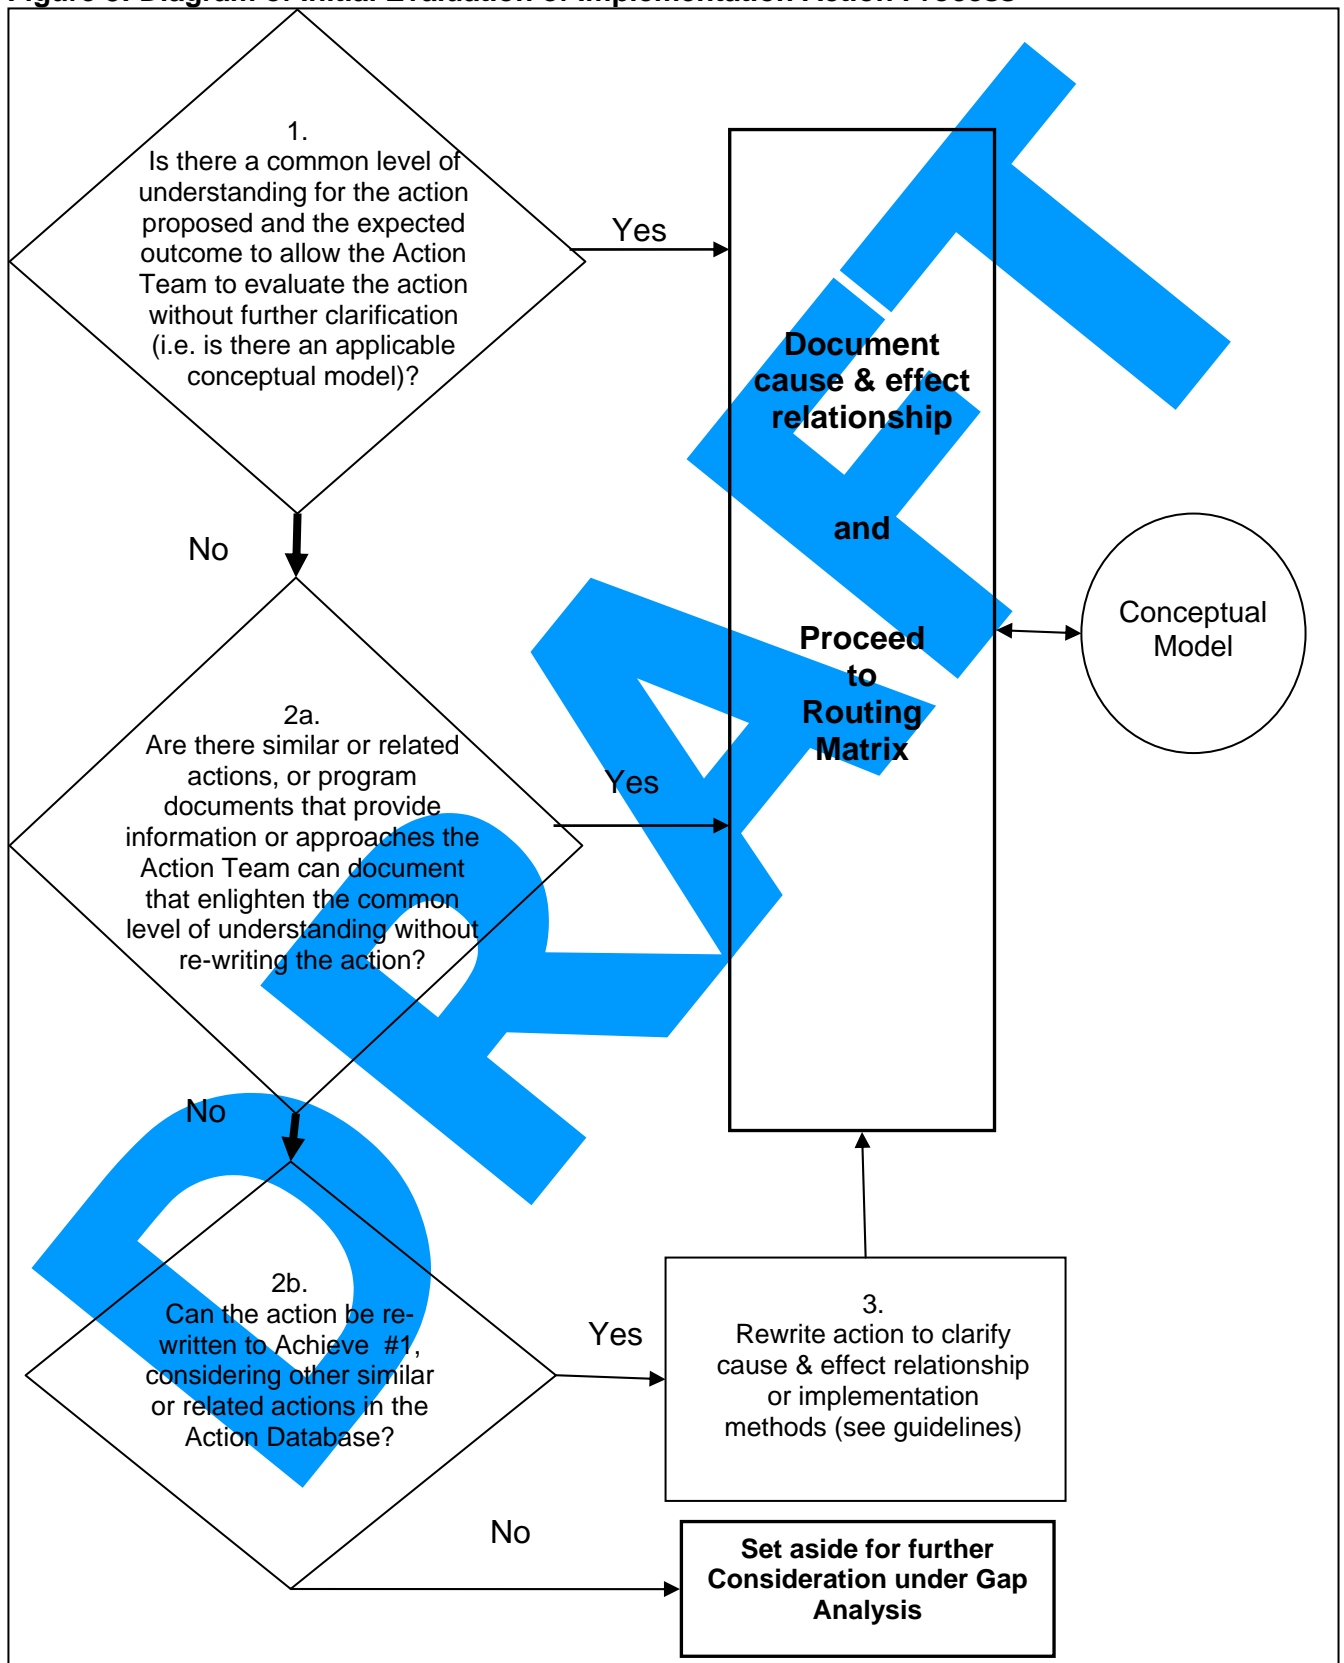 1.
Is there a common level of
understanding for the action
proposed and the expected
outcome to allow the Action
Team to evaluate the action
without further clarification
(i.e. is there an applicable
conceptual model)?
Yes
Document
cause & effect
relationship
and
Proceed
to
Routing
Matrix
Conceptual
Model
No
2a.
Are there similar or related
actions, or program
documents that provide
information or approaches the
Action Team can document
that enlighten the common
level of understanding without
re-writing the action?
Yes
No
2b.
Can the action be re-
written to Achieve #1,
considering other similar
or related actions in the
Action Database?
Yes
3.
Rewrite action to clarify
cause & effect relationship
or implementation
methods (see guidelines)
No
Set aside for further
Consideration under Gap
Analysis
DRAFT